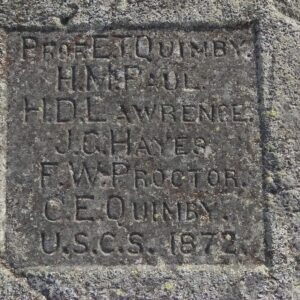 PROF. E.T. QUIMBY.
H.M. PAUL.
H.D. LAWRENCE.
J.C. HAYES.
F.W. PROCTOR.
C.E. QUIMBY.
U.S.C.S. 1872.